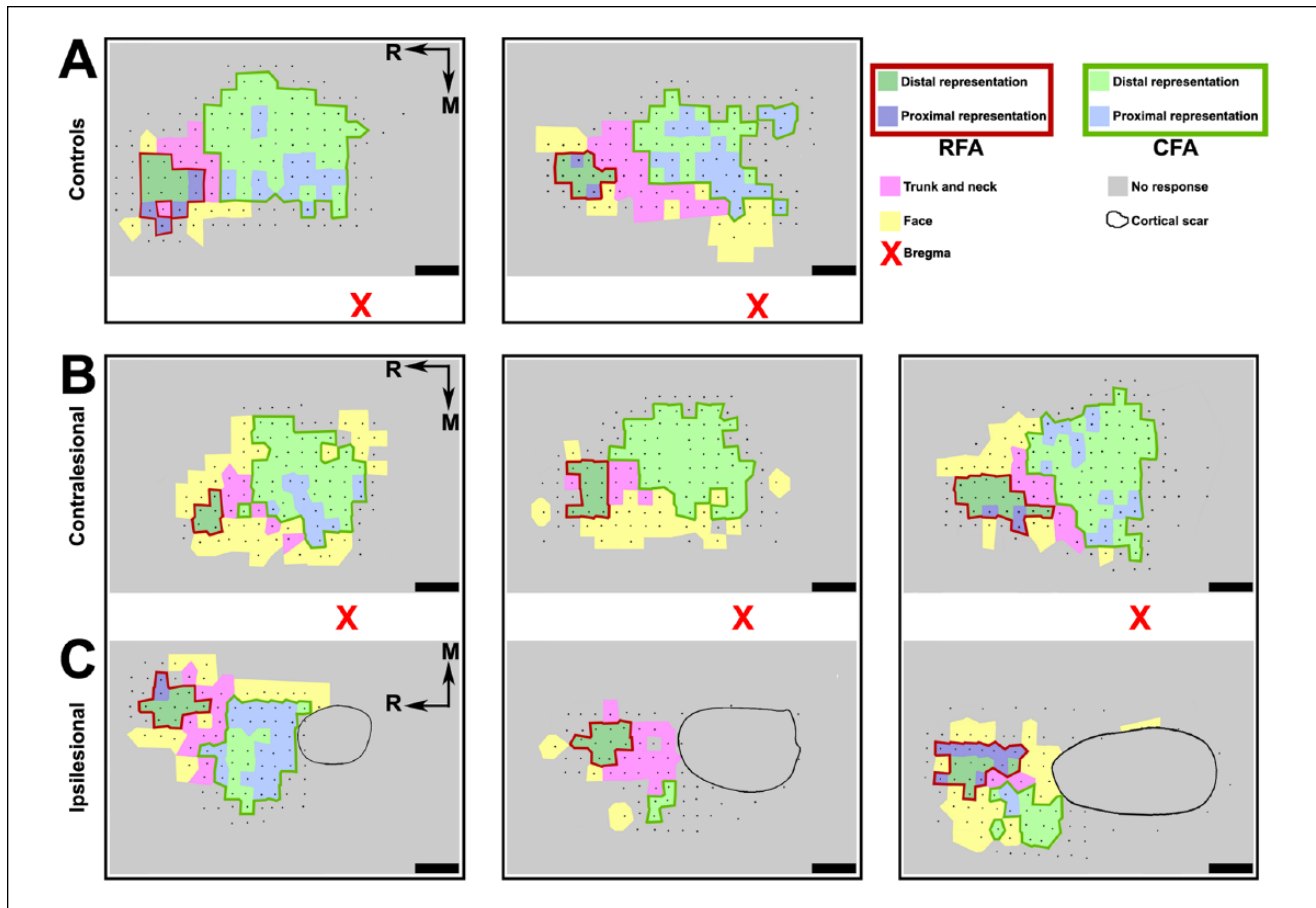 A
Controls
R
M
X
X
Distal representation
Proximal representation
RFA
Distal representation
Proximal representation
CFA
Trunk and neck
No response
Face
Cortical scar
X Bregma
B
Contralesional
R
M
X
X
X
C
Ipsilesional
M
R